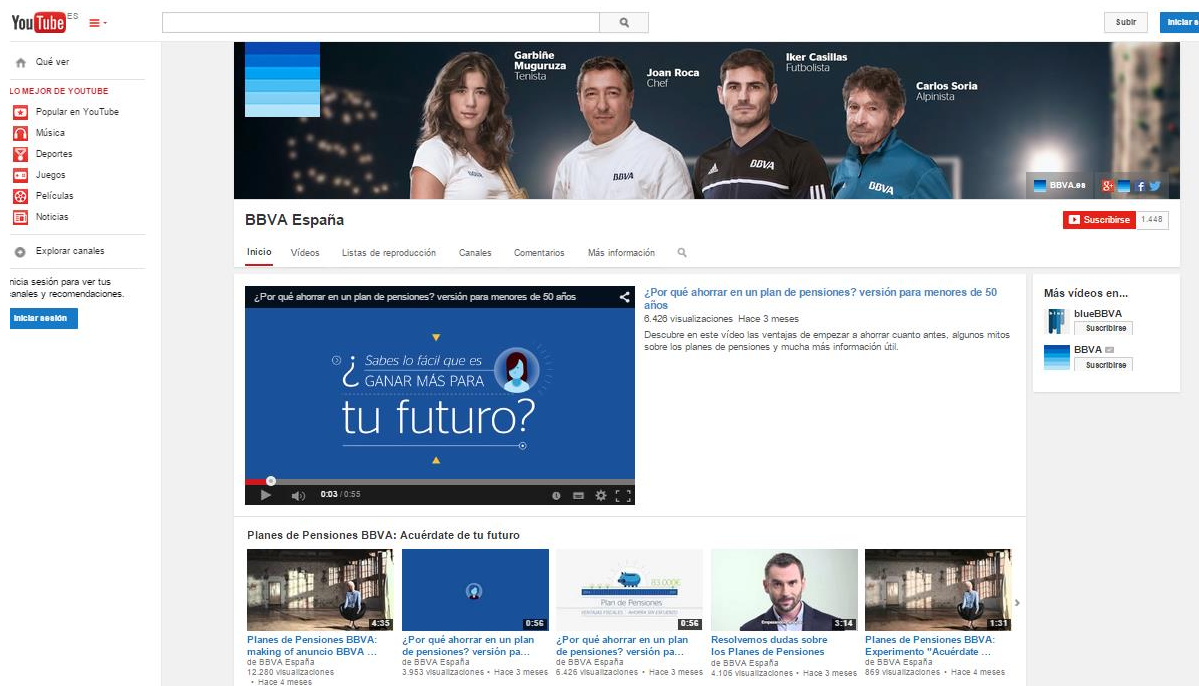 YouTube ES
Subir
Iniciar s
Qué ver
LO MEJOR DE YOUTUBE
Popular en YouTube
Música
Deportes
Juegos
Películas
Noticias
Explorar canales
nicia sesión para ver tus
canales y recomendaciones.
Iniciar sesión
Garbiñe
Muguruza
Tenista
Joan Roca
Chef
Iker Casillas
Futbolista
Carlos Soria
Alpinista
BBVA
BBVA
BBVA
BBVA
BBVA.es
BBVA España
Suscribirse 1.448
Inicio Vídeos Listas de reproducción Canales Comentarios Más información
¿Por qué ahorrar en un plan de pensiones? versión para menores de 50 años
¿Sabes lo fácil que es
GANAR MÁS PARA
tu futuro?
0:03 / 0:55
¿Por qué ahorrar en un plan de pensiones? versión para menores de 50
años
6.426 visualizaciones Hace 3 meses
Descubre en este vídeo las ventajas de empezar a ahorrar cuanto antes, algunos mitos
sobre los planes de pensiones y mucha más información útil.
Más vídeos en...
blueBBVA
Suscribirse
BBVA
Suscribirse
Planes de Pensiones BBVA: Acuérdate de tu futuro
4:35
Planes de Pensiones BBVA:
making of anuncio BBVA ...
de BBVA España
12.280 visualizaciones
• Hace 4 meses
0:56
¿Por qué ahorrar en un plan
de pensiones? versión pa...
de BBVA España
3.953 visualizaciones • Hace 3 meses
83.000€
Plan de Pensiones
0:56
¿Por qué ahorrar en un plan
de pensiones? versión pa...
de BBVA España
6.426 visualizaciones • Hace 3 meses
3:14
Resolvemos dudas sobre
los Planes de Pensiones
de BBVA España
4.106 visualizaciones • Hace 3 meses
1:31
Planes de Pensiones BBVA:
Experimento "Acuérdate ...
de BBVA España
869 visualizaciones • Hace 4 meses